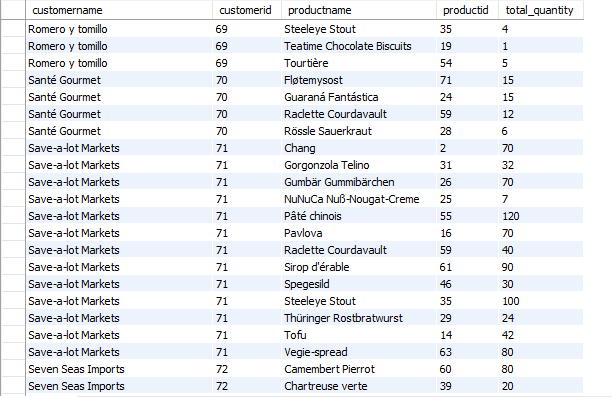 customername customerid productname productid total_quantity
Romero y tomillo 69 Steeleye Stout 35 4
Romero y tomillo 69 Teatime Chocolate Biscuits 19 1
Romero y tomillo 69 Tourtière 54 5
Santé Gourmet 70 Fløtemysost 71 15
Santé Gourmet 70 Guaraná Fantástica 24 15
Santé Gourmet 70 Raclette Courdavault 59 12
Santé Gourmet 70 Rössle Sauerkraut 28 6
Save-a-lot Markets 71 Chang 2 70
Save-a-lot Markets 71 Gorgonzola Telino 31 32
Save-a-lot Markets 71 Gumbär Gummibärchen 26 70
Save-a-lot Markets 71 NuNuCa Nuß-Nougat-Creme 25 7
Save-a-lot Markets 71 Pâté chinois 55 120
Save-a-lot Markets 71 Pavlova 16 70
Save-a-lot Markets 71 Raclette Courdavault 59 40
Save-a-lot Markets 71 Sirop d'érable 61 90
Save-a-lot Markets 71 Spegesild 46 30
Save-a-lot Markets 71 Steeleye Stout 35 100
Save-a-lot Markets 71 Thüringer Rostbratwurst 29 24
Save-a-lot Markets 71 Tofu 14 42
Save-a-lot Markets 71 Vegie-spread 63 80
Seven Seas Imports 72 Camembert Pierrot 60 80
Seven Seas Imports 72 Chartreuse verte 39 20